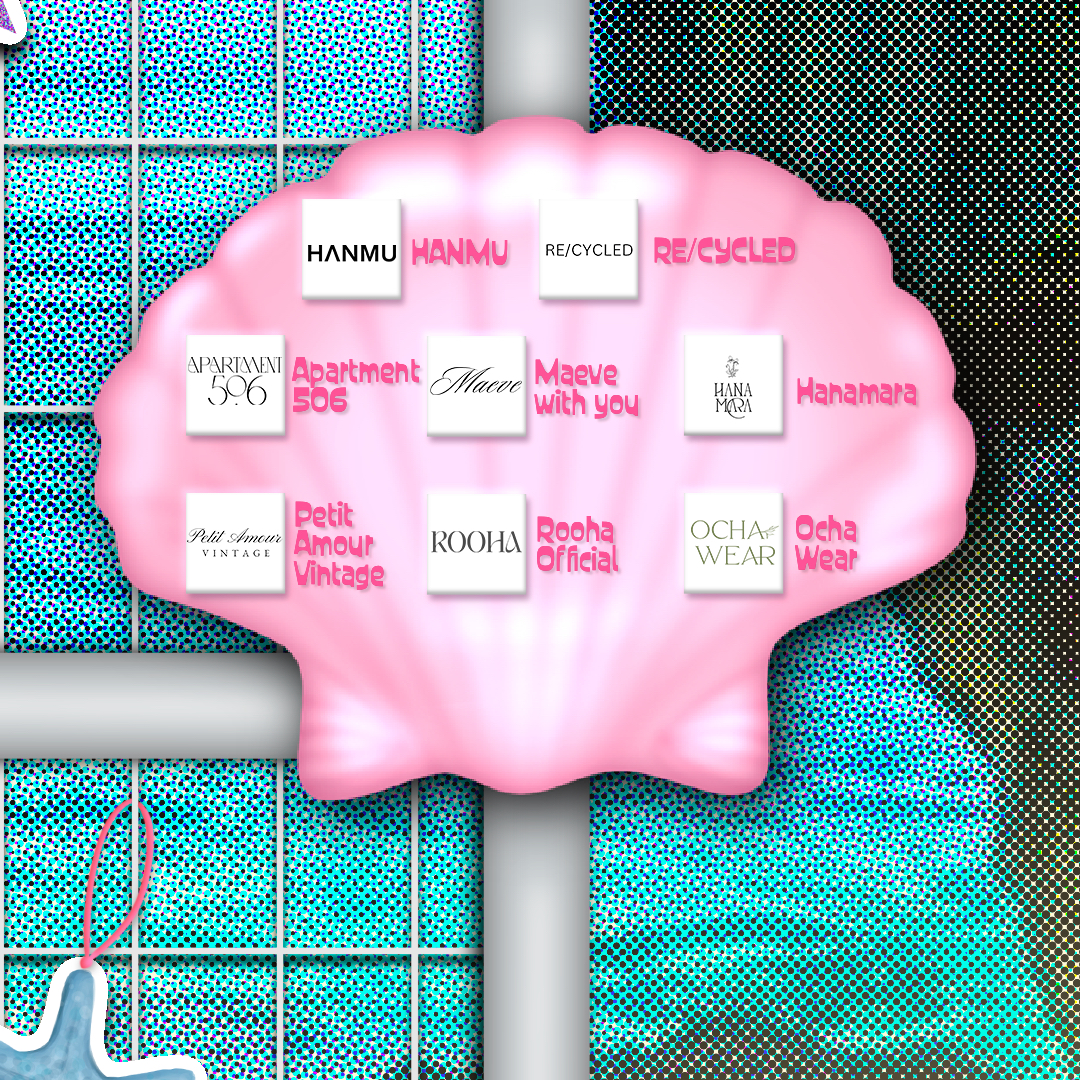 HANMU
HANMU
RE/CYCLED
RE/CYCLED
APARTMENT
506
Apartment
506
Maeve
Maeve
with you
HANA
MARA
Hanamara
Petit Amour
VINTAGE
Petit
Amour
Vintage
ROOHA
Rooha
Official
OCHA
WEAR
Ocha
Wear